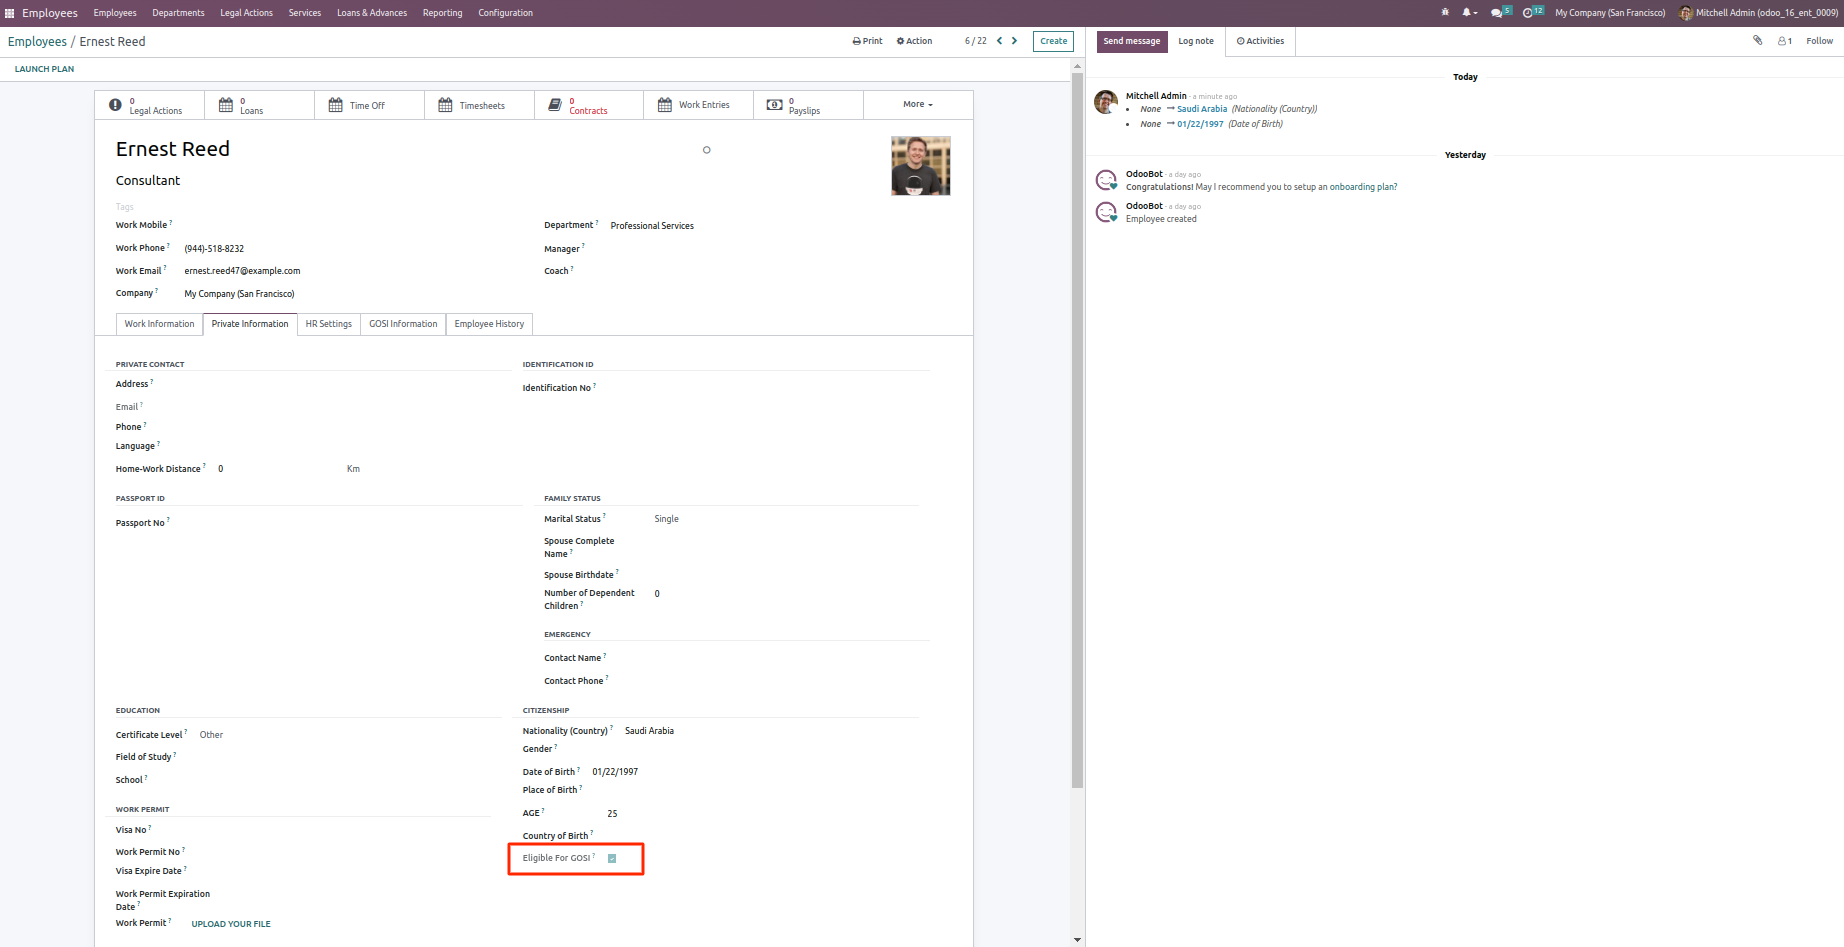 Employees Employees Departments Legal Actions Services Loans & Advances Reporting Configuration 5 12 My Company (San Francisco) Mitchell Admin (odoo_16_ent_0009)
Employees / Ernest Reed Print Action 6 / 22 Create
LAUNCH PLAN
0 Legal Actions
0 Loans
Time Off
Timesheets
0 Contracts
Work Entries
0 Payslips
More
Ernest Reed
Consultant
Tags
Work Mobile ?
Work Phone ? (944)-518-8232
Work Email ? ernest.reed47@example.com
Company ? My Company (San Francisco)
Department ? Professional Services
Manager ?
Coach ?
Work Information Private Information HR Settings GOSI Information Employee History
PRIVATE CONTACT
Address ?
Email ?
Phone ?
Language ?
Home-Work Distance ? 0 Km
IDENTIFICATION ID
Identification No ?
PASSPORT ID
Passport No ?
FAMILY STATUS
Marital Status ? Single
Spouse Complete
Name ?
Spouse Birthdate ?
Number of Dependent 0
Children ?
EMERGENCY
Contact Name ?
Contact Phone ?
EDUCATION
Certificate Level ? Other
Field of Study ?
School ?
WORK PERMIT
Visa No ?
Work Permit No ?
Visa Expire Date ?
Work Permit Expiration
Date ?
Work Permit ? UPLOAD YOUR FILE
CITIZENSHIP
Nationality (Country) ? Saudi Arabia
Gender ?
Date of Birth ? 01/22/1997
Place of Birth ?
AGE ? 25
Country of Birth ?
Eligible For GOSI ?
Send message Log note Activities 1 Follow
Today
Mitchell Admin - a minute ago
• None → Saudi Arabia (Nationality (Country))
• None → 01/22/1997 (Date of Birth)
Yesterday
OdooBot - a day ago
Congratulations! May I recommend you to setup an onboarding plan?
OdooBot - a day ago
Employee created